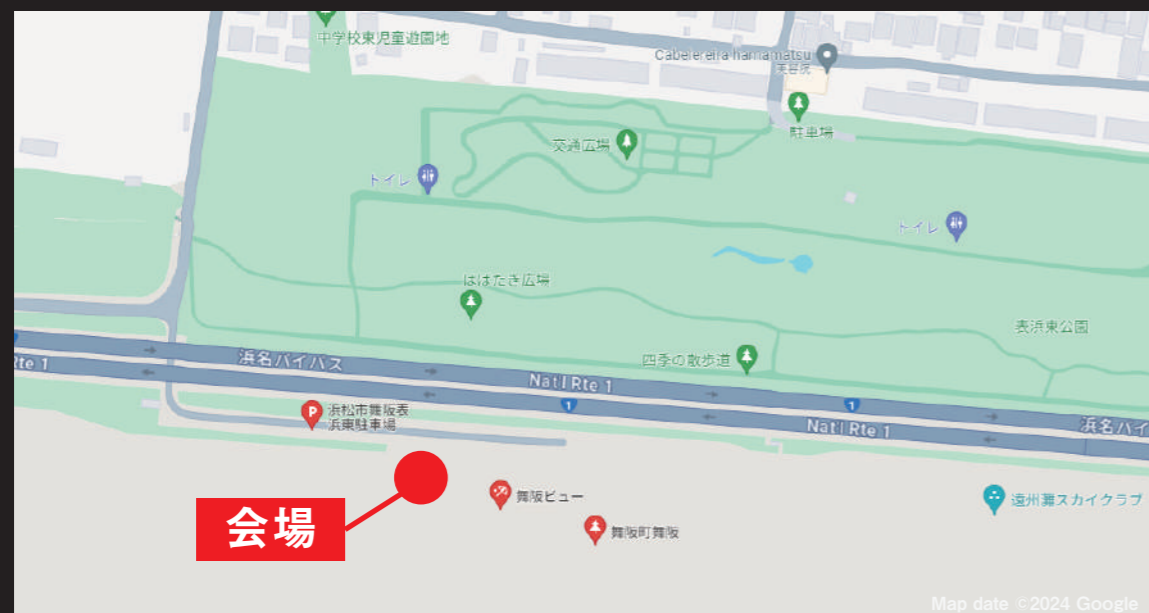 中学校東児童遊園地
Cabelereira hamamatsu
美容院
駐車場
交通広場
トイレ
トイレ
はばたき広場
表浜東公園
四季の散歩道
浜名バイパス
Rte 1
Nat'l Rte 1
1
1
Nat'l Rte 1
浜名バイ
P
浜松市舞阪表
浜東駐車場
舞阪ビュー
遠州灘スカイクラブ
会場
舞阪町舞阪
Map date ©2024 Google